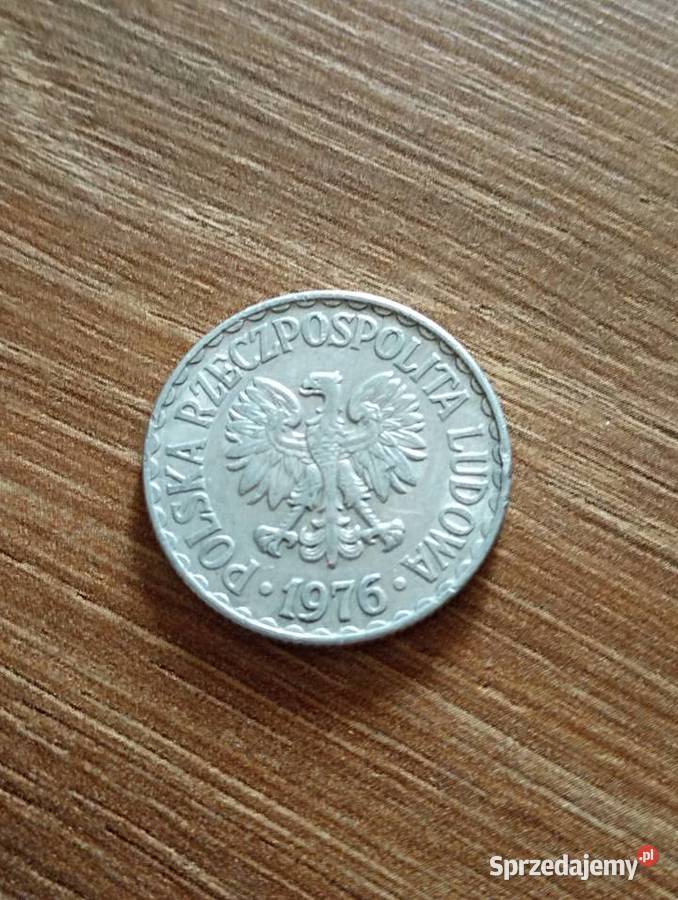 POLSKA RZECZPOSPOLITA LUDOWA
· 1976 ·
Sprzedajemy.pl